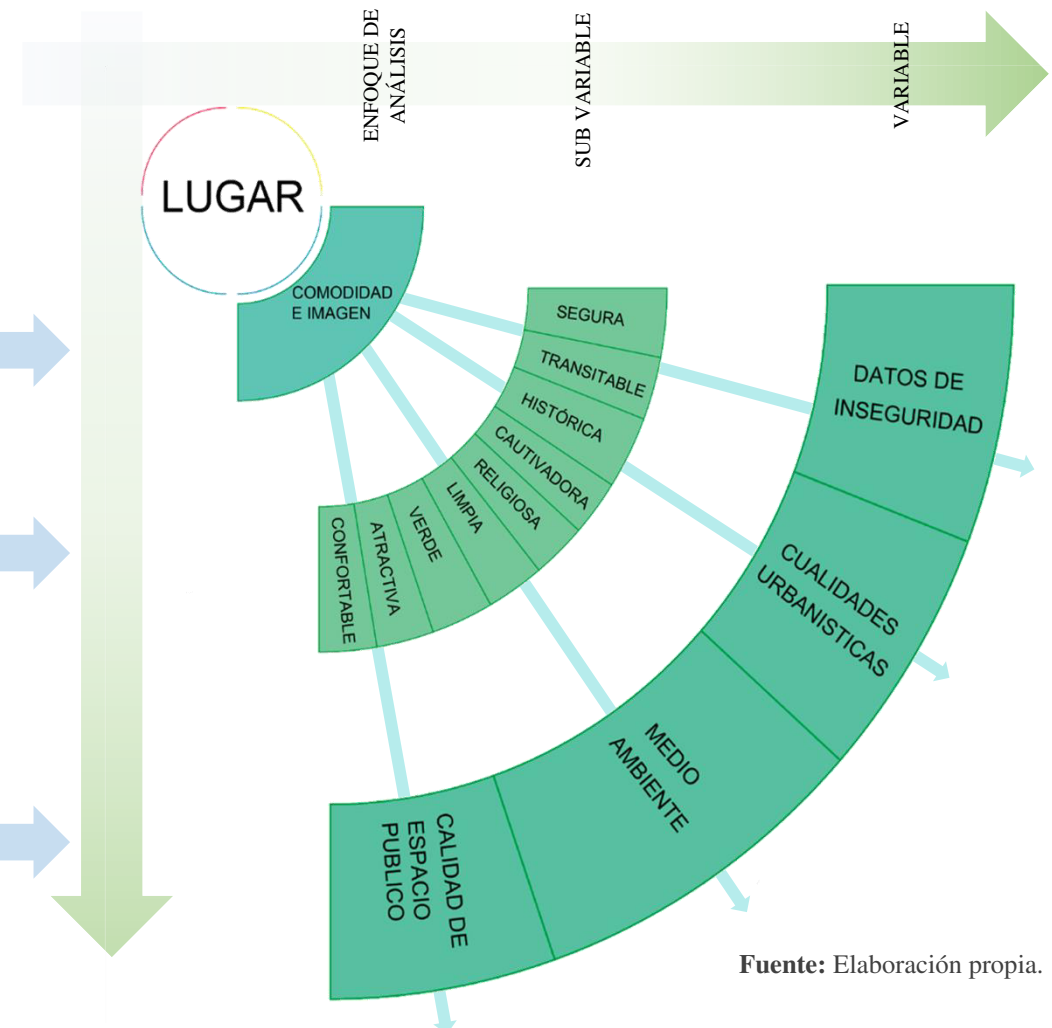 ENFOQUE DE
ANÁLISIS
SUB VARIABLE
VARIABLE
LUGAR
COMODIDAD
E IMAGEN
SEGURA
TRANSITABLE
HISTÓRICA
CAUTIVADORA
RELIGIOSA
LIMPIA
VERDE
ATRACTIVA
CONFORTABLE
DATOS DE
INSEGURIDAD
CUALIDADES
URBANISTICAS
MEDIO
AMBIENTE
CALIDAD DE
ESPACIO
PUBLICO
Fuente: Elaboración propia.